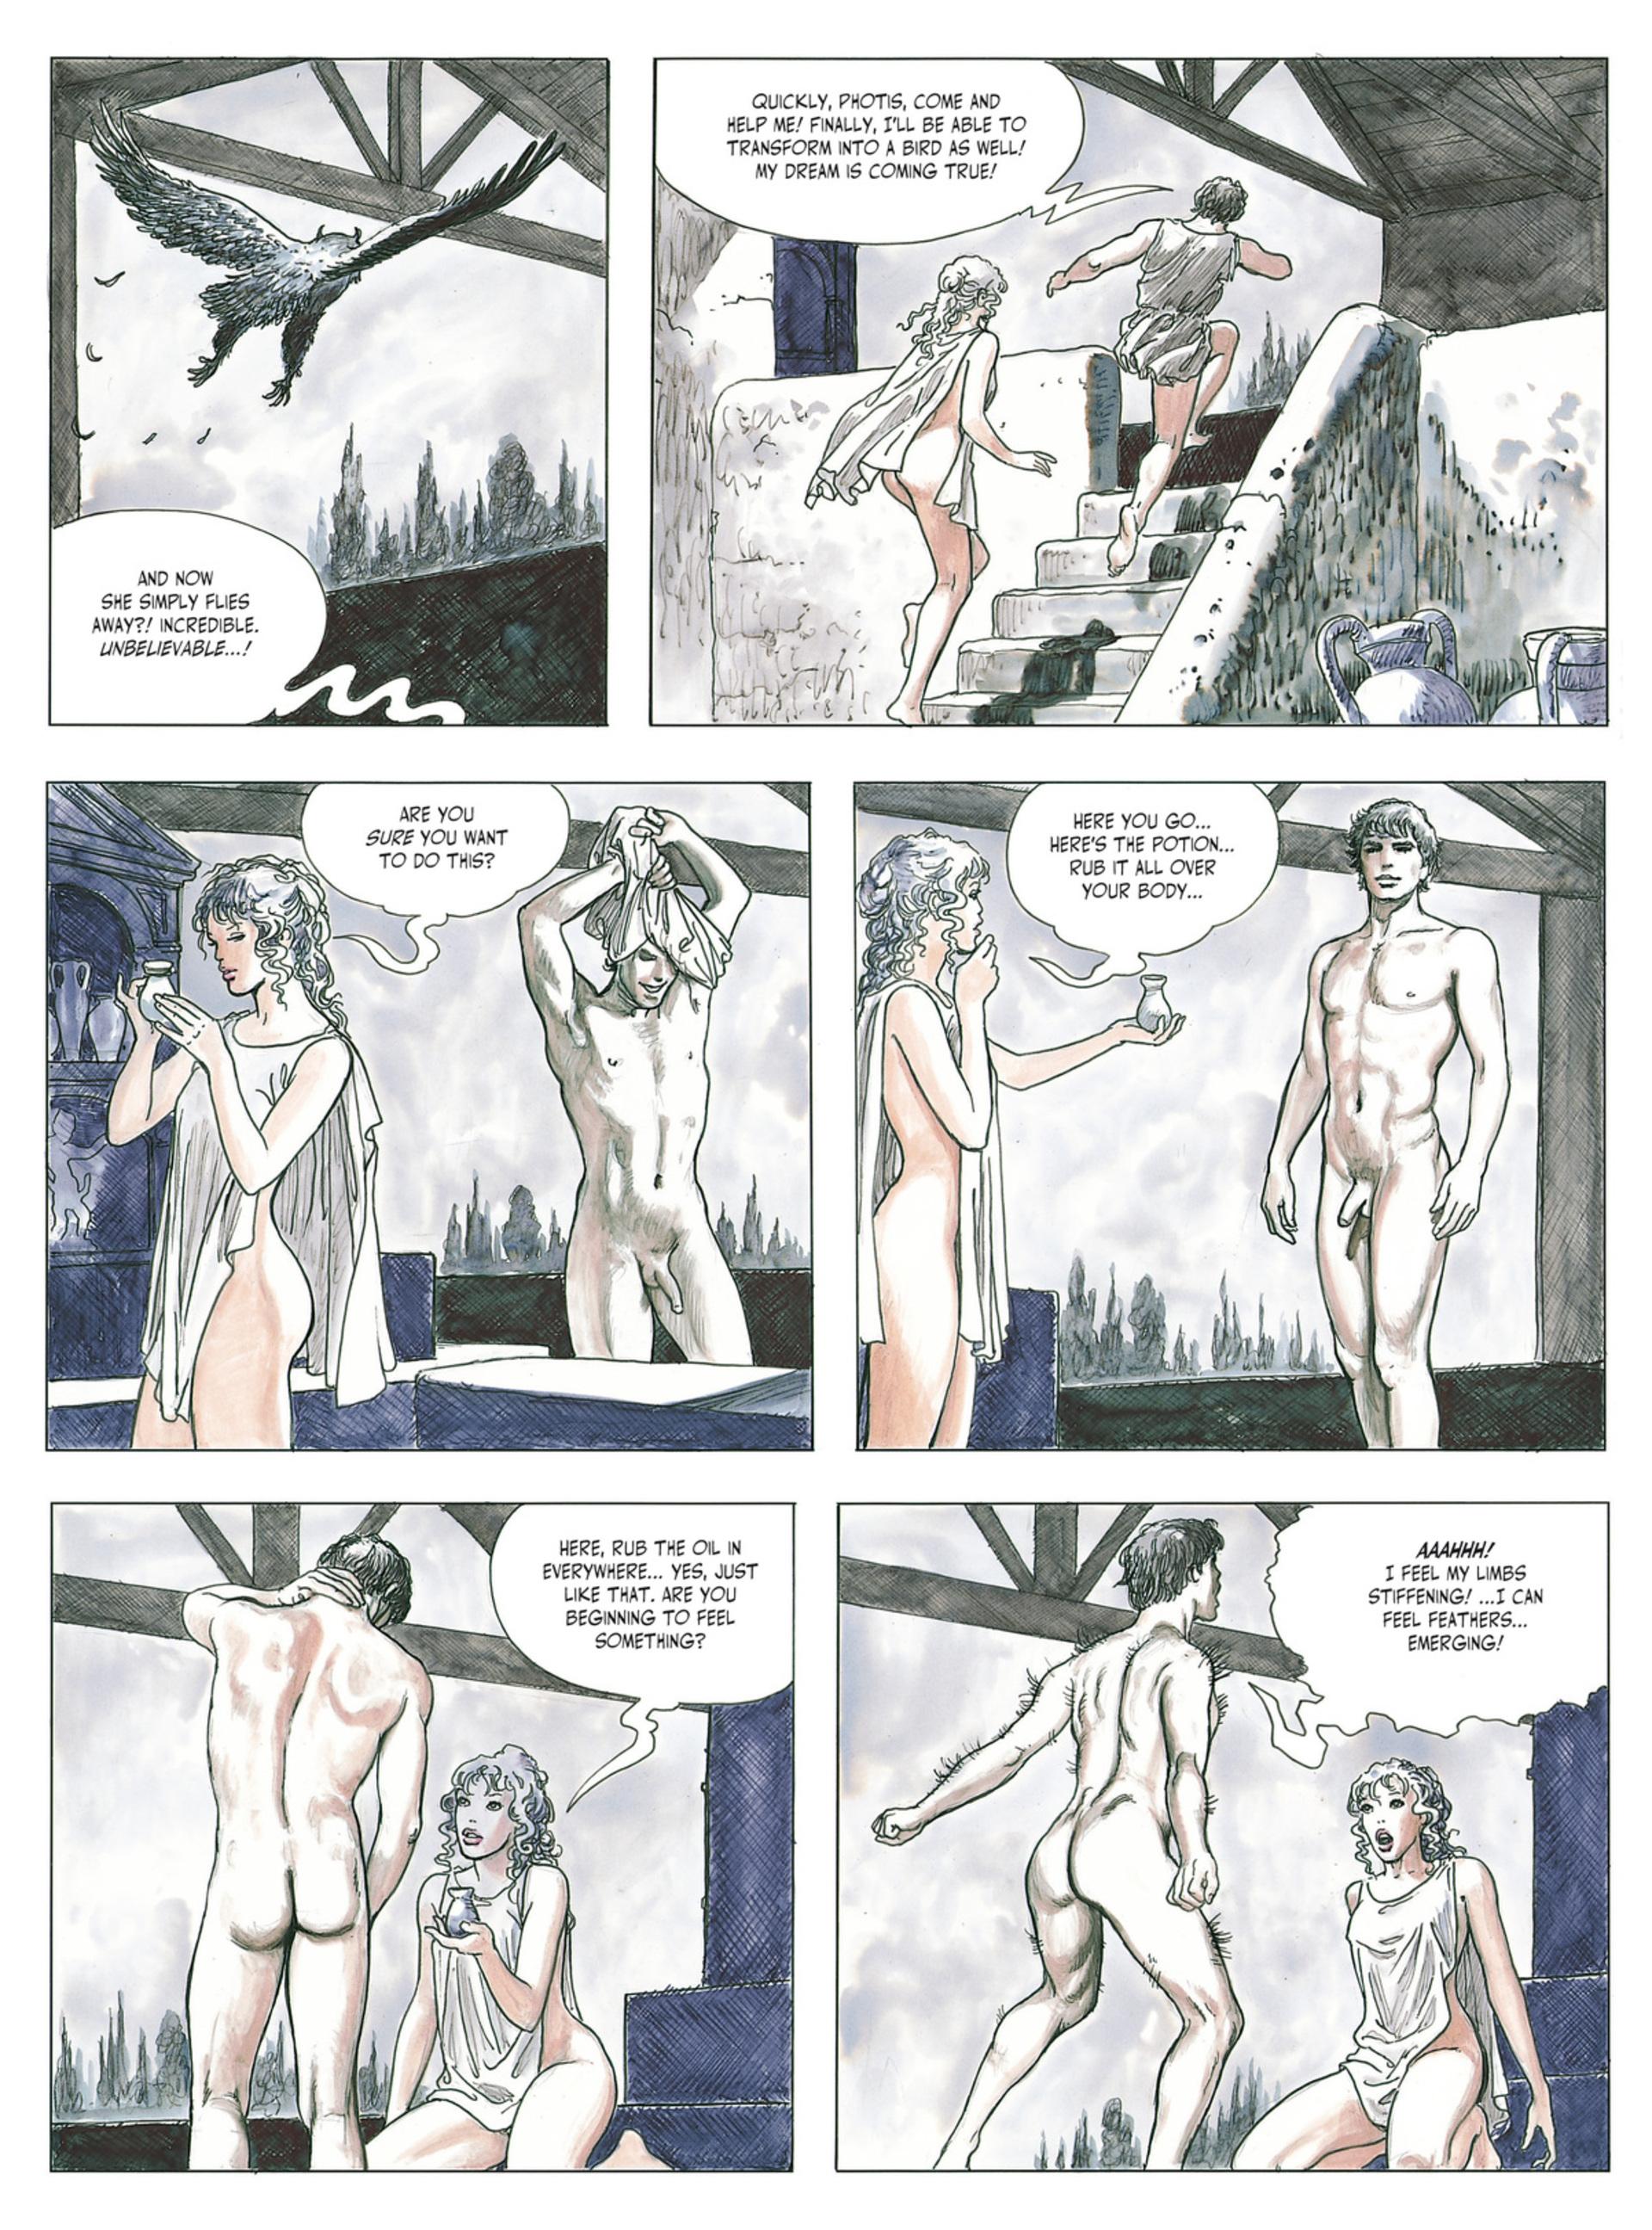 AND NOW
SHE SIMPLY FLIES
AWAY?! INCREDIBLE.
UNBELIEVABLE...!
QUICKLY, PHOTIS, COME AND
HELP ME! FINALLY, I'LL BE ABLE TO
TRANSFORM INTO A BIRD AS WELL!
MY DREAM IS COMING TRUE!
ARE YOU
SURE YOU WANT
TO DO THIS?
HERE YOU GO...
HERE'S THE POTION...
RUB IT ALL OVER
YOUR BODY...
HERE, RUB THE OIL IN
EVERYWHERE... YES, JUST
LIKE THAT. ARE YOU
BEGINNING TO FEEL
SOMETHING?
AAAHHH!
I FEEL MY LIMBS
STIFFENING! ...I CAN
FEEL FEATHERS...
EMERGING!